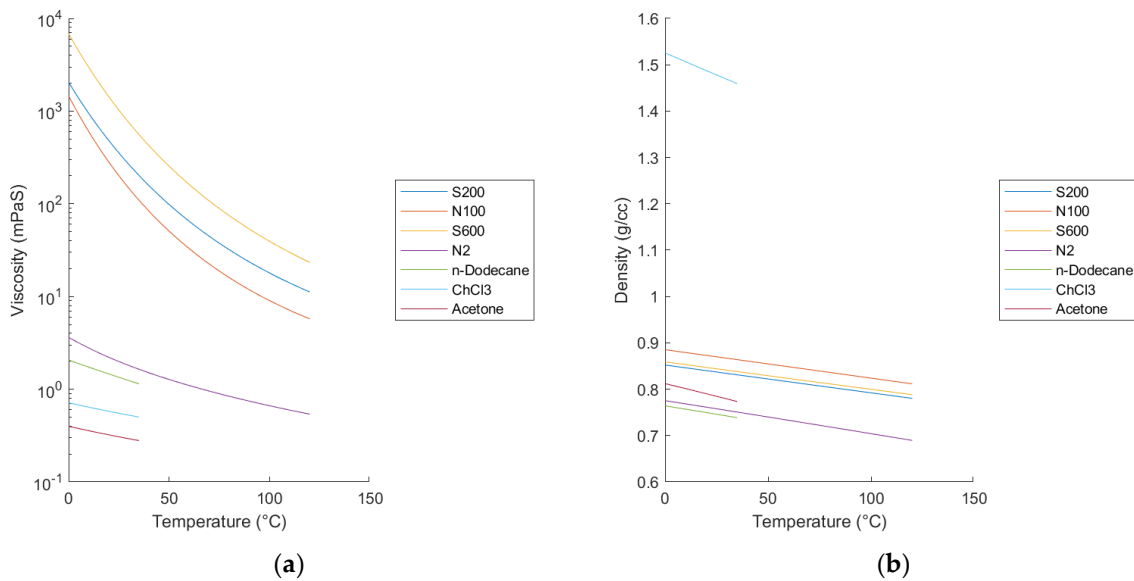 10^4
10^3
10^2
10^1
10^0
10^-1
Viscosity (mPaS)
0
50
100
150
Temperature (°C)
S200
N100
S600
N2
n-Dodecane
ChCl3
Acetone
(a)
1.6
1.5
1.4
1.3
1.2
1.1
1
0.9
0.8
0.7
0.6
Density (g/cc)
0
50
100
150
Temperature (°C)
S200
N100
S600
N2
n-Dodecane
ChCl3
Acetone
(b)